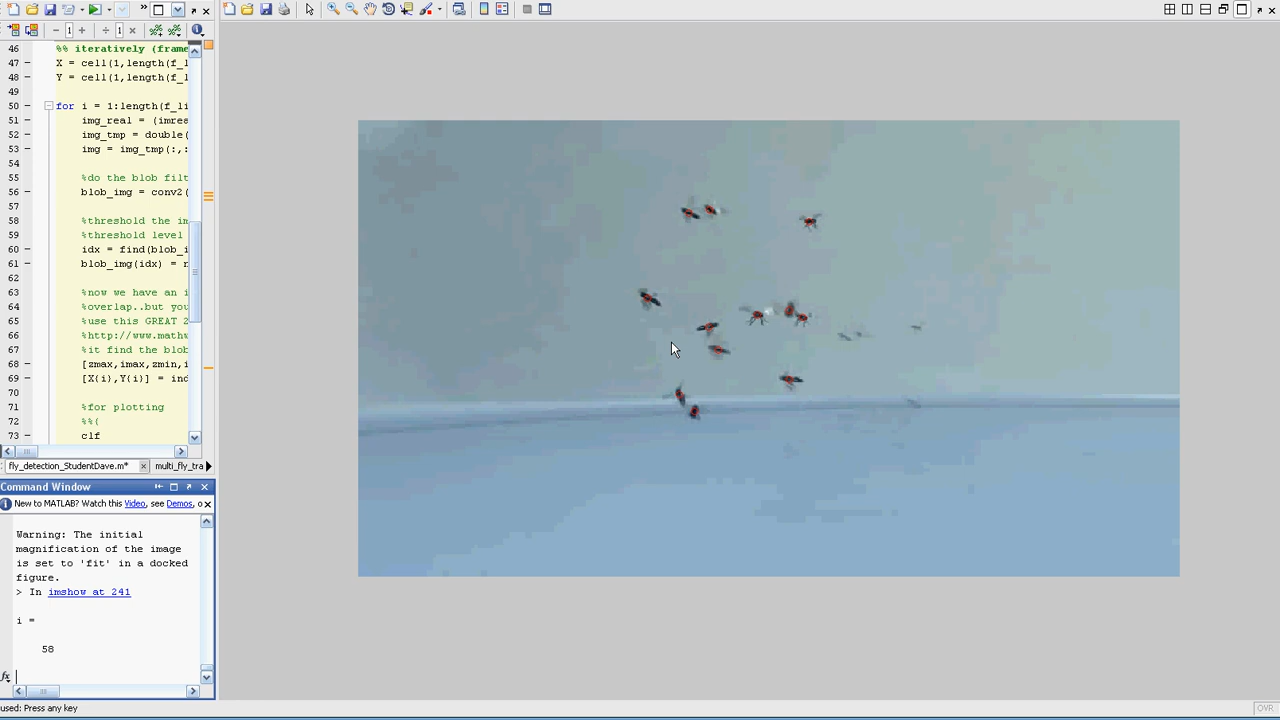 »
1
1
46 %% iteratively (frame
47 X = cell(1,length(f_l
48 Y = cell(1,length(f_l
49
50 for i = 1:length(f_li
51 img_real = (imrea
52 img_tmp = double(
53 img = img_tmp(:,:
54
55 %do the blob filt
56 blob_img = conv2(
57
58 %threshold the im
59 %threshold level
60 idx = find(blob_i
61 blob_img(idx) = n
62
63 %now we have an i
64 %overlap..but you
65 %use this GREAT 2
66 %http://www.mathw
67 %it find the blob
68 [zmax,imax,zmin,i
69 [X{i},Y{i}] = ind
70
71 %for plotting
72 %%{
73 clf
fly_detection_StudentDave.m* multi_fly_tra
Command Window
New to MATLAB? Watch this Video, see Demos, o
Warning: The initial
magnification of the image
is set to 'fit' in a docked
figure.
> In imshow at 241
i =
58
fx
used: Press any key
OVR